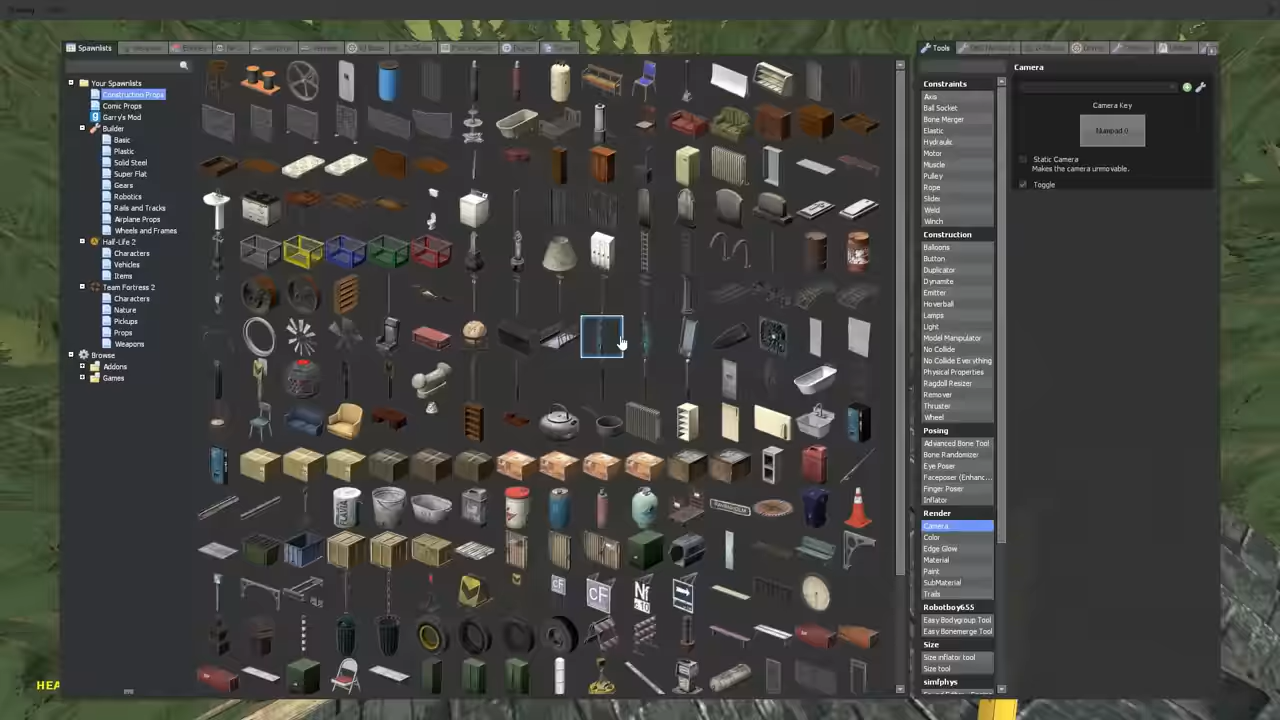 Spawnlists
Your Spawnlists
Construction Props
Comic Props
Garry's Mod
Builder
Basic
Plastic
Solid Steel
Super Flat
Gears
Robotics
Rails and Tracks
Airplane Props
Wheels and Frames
Half-Life 2
Characters
Vehicles
Items
Team Fortress 2
Characters
Nature
Pickups
Props
Weapons
Browse
Addons
Games
HEA
Tools
Constraints
Axis
Ball Socket
Bone Merger
Elastic
Hydraulic
Motor
Muscle
Pulley
Rope
Slider
Weld
Winch
Construction
Balloons
Button
Duplicator
Dynamite
Emitter
Hoverball
Lamps
Light
Model Manipulator
No Collide
No Collide Everything
Physical Properties
Ragdoll Resizer
Remover
Thruster
Wheel
Posing
Advanced Bone Tool
Bone Randomizer
Eye Poser
Faceposer (Enhanc...
Finger Poser
Inflator
Render
Camera
Color
Edge Glow
Material
Paint
SubMaterial
Trails
Robotboy655
Easy Bodygroup Tool
Easy Bonemerge Tool
Size
Size inflator tool
Size tool
simfphys
Camera
Camera Key
Numpad 0
Static Camera
Makes the camera unmovable.
Toggle
CF
CF